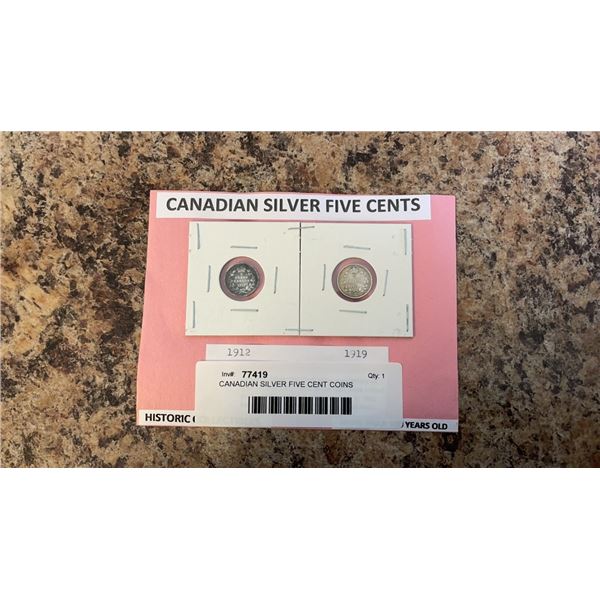 CANADIAN SILVER FIVE CENTS
1912 1919
Inv#: 77419 Qty: 1
CANADIAN SILVER FIVE CENT COINS
HISTORIC YEARS OLD